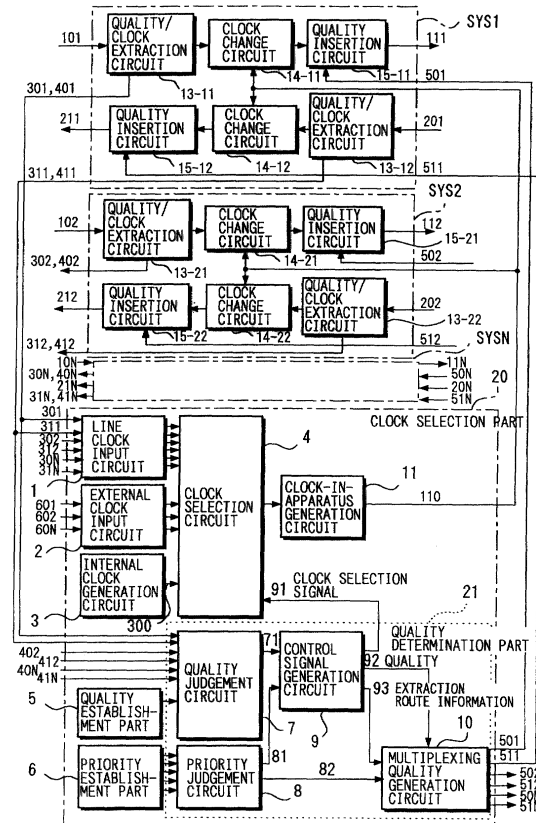 SYS1
101
QUALITY/
CLOCK
EXTRACTION
CIRCUIT
CLOCK
CHANGE
CIRCUIT
QUALITY
INSERTION
CIRCUIT
111
301,401
13-11
14-11
15-11
501
211
QUALITY
INSERTION
CIRCUIT
CLOCK
CHANGE
CIRCUIT
QUALITY/
CLOCK
EXTRACTION
CIRCUIT
201
311,411
15-12
14-12
13-12
511
SYS2
102
QUALITY/
CLOCK
EXTRACTION
CIRCUIT
CLOCK
CHANGE
CIRCUIT
QUALITY
INSERTION
CIRCUIT
112
15-21
302,402
13-21
14-21
502
212
QUALITY
INSERTION
CIRCUIT
CLOCK
CHANGE
CIRCUIT
QUALITY/
CLOCK
EXTRACTION
CIRCUIT
202
13-22
312,412
15-22
14-22
512
SYSN
10N
30N,40N
21N
31N,41N
11N
50N
20N
51N
20
CLOCK SELECTION PART
301
311
302
312
30N
31N
LINE
CLOCK
INPUT
CIRCUIT
1
4
CLOCK
SELECTION
CIRCUIT
11
CLOCK-IN-
APPARATUS
GENERATION
CIRCUIT
110
601
602
60N
EXTERNAL
CLOCK
INPUT
CIRCUIT
2
INTERNAL
CLOCK
GENERATION
CIRCUIT
3
300
91
CLOCK SELECTION
SIGNAL
21
QUALITY
DETERMINATION PART
402
412
40N
41N
QUALITY
JUDGEMENT
CIRCUIT
7
71
CONTROL
SIGNAL
GENERATION
CIRCUIT
9
92
QUALITY
93
EXTRACTION
ROUTE INFORMATION
5
QUALITY
ESTABLISH-
MENT PART
6
PRIORITY
ESTABLISH-
MENT PART
PRIORITY
JUDGEMENT
CIRCUIT
8
81
82
10
MULTIPLEXING
QUALITY
GENERATION
CIRCUIT
501
511
502
512
50N
51N